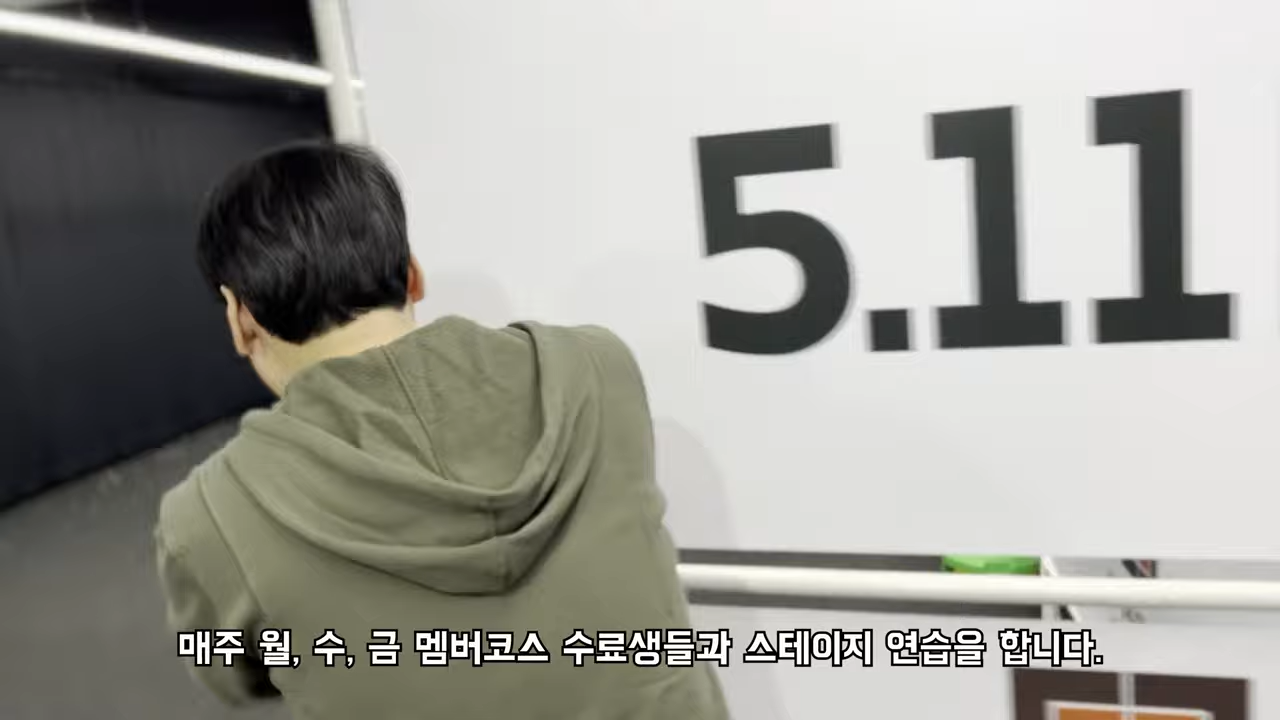 5.11
매주 월, 수, 금 멤버코스 수료생들과 스테이지 연습을 합니다.